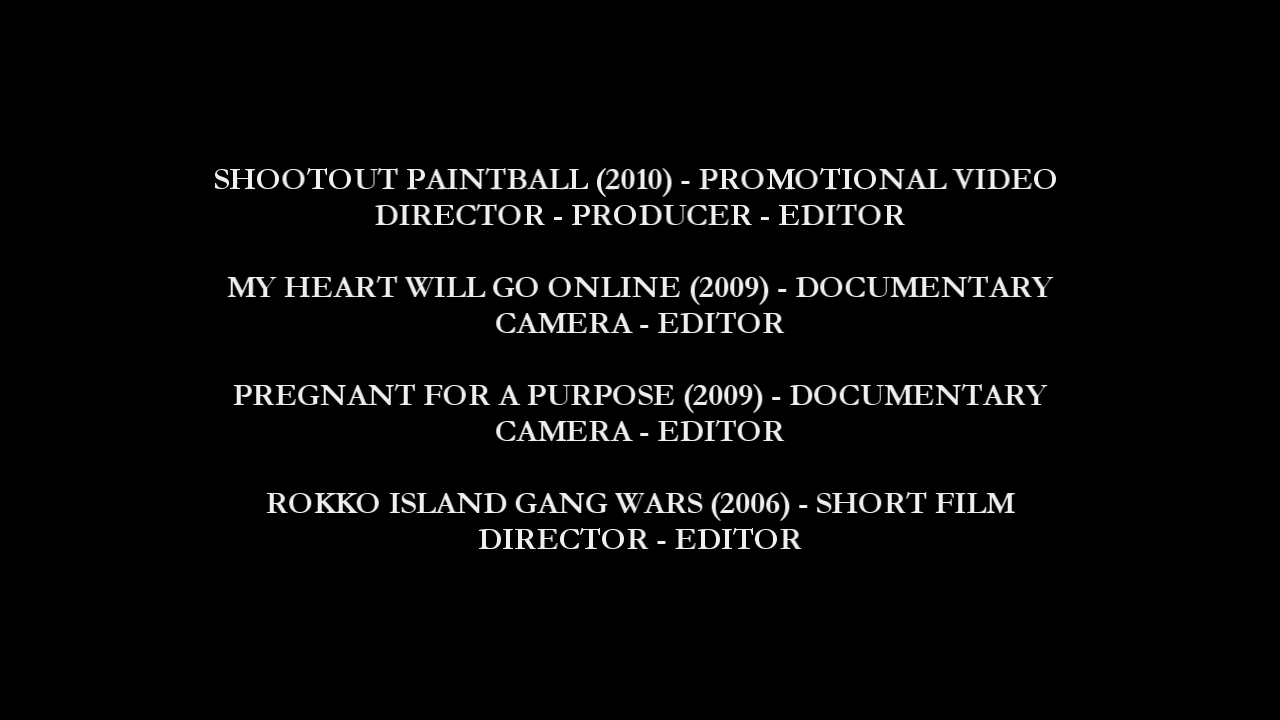 SHOOTOUT PAINTBALL (2010) - PROMOTIONAL VIDEO
DIRECTOR - PRODUCER - EDITOR
MY HEART WILL GO ONLINE (2009) - DOCUMENTARY
CAMERA - EDITOR
PREGNANT FOR A PURPOSE (2009) - DOCUMENTARY
CAMERA - EDITOR
ROKKO ISLAND GANG WARS (2006) - SHORT FILM
DIRECTOR - EDITOR